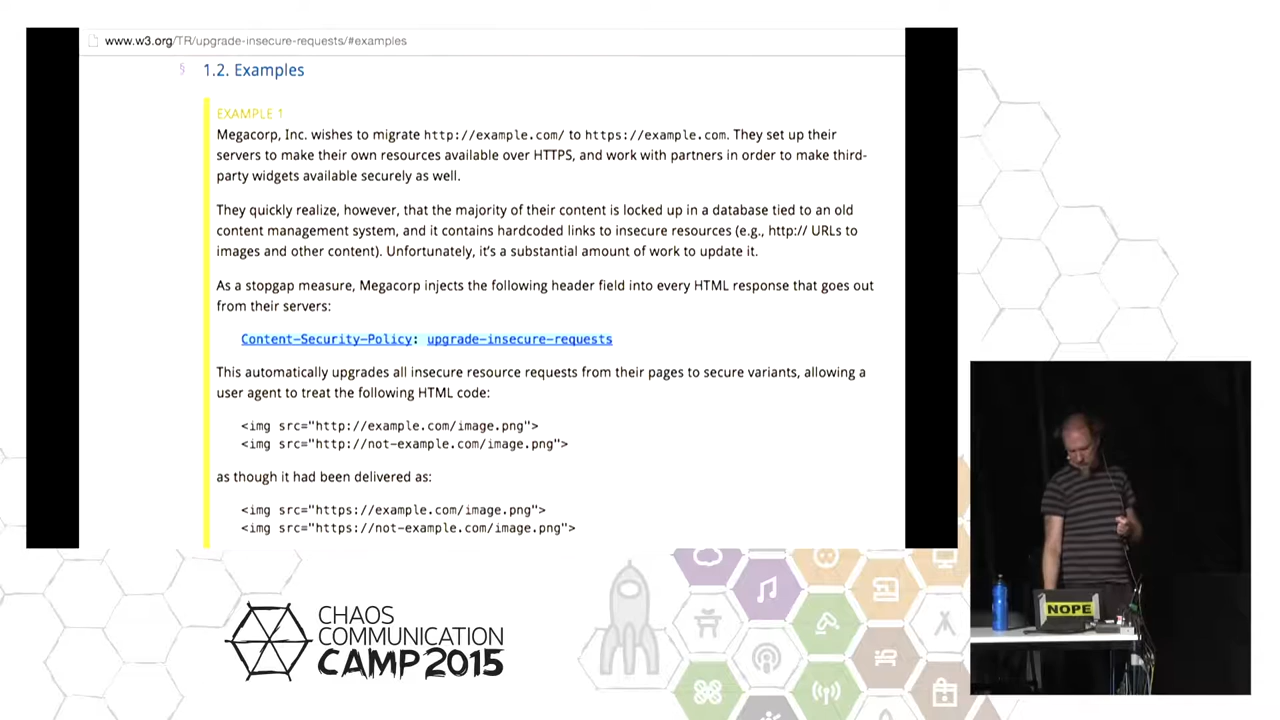 www.w3.org/TR/upgrade-insecure-requests/#examples
§ 1.2. Examples
EXAMPLE 1
Megacorp, Inc. wishes to migrate http://example.com/ to https://example.com. They set up their
servers to make their own resources available over HTTPS, and work with partners in order to make third-
party widgets available securely as well.
They quickly realize, however, that the majority of their content is locked up in a database tied to an old
content management system, and it contains hardcoded links to insecure resources (e.g., http:// URLs to
images and other content). Unfortunately, it's a substantial amount of work to update it.
As a stopgap measure, Megacorp injects the following header field into every HTML response that goes out
from their servers:
Content-Security-Policy: upgrade-insecure-requests
This automatically upgrades all insecure resource requests from their pages to secure variants, allowing a
user agent to treat the following HTML code:
<img src="http://example.com/image.png">
<img src="http://not-example.com/image.png">
as though it had been delivered as:
<img src="https://example.com/image.png">
<img src="https://not-example.com/image.png">
NOPE
CHAOS
COMMUNICATION
CAMP 2015